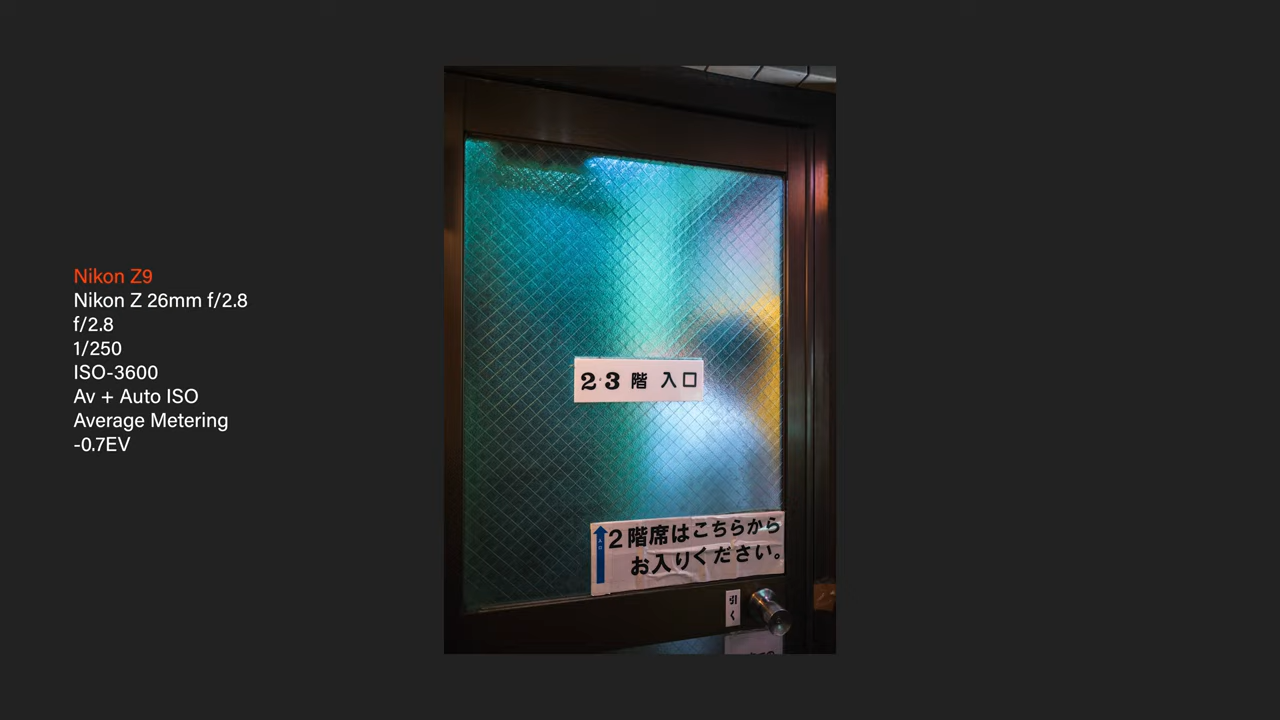 Nikon Z9
Nikon Z 26mm f/2.8
f/2.8
1/250
ISO-3600
Av + Auto ISO
Average Metering
-0.7EV
2·3 階 入口
2階席はこちらから
お入りください。
引く